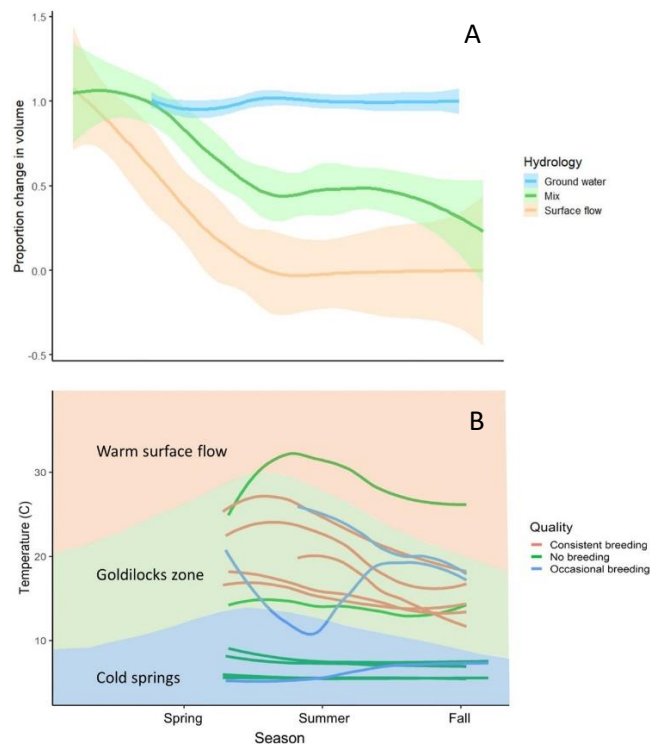 A
1.5
1.0
0.5
0.0
-0.5
Proportion change in volume
Hydrology
Ground water
Mix
Surface flow
B
Warm surface flow
Goldilocks zone
Cold springs
30
20
10
Temperature (C)
Spring
Summer
Fall
Season
Quality
Consistent breeding
No breeding
Occasional breeding